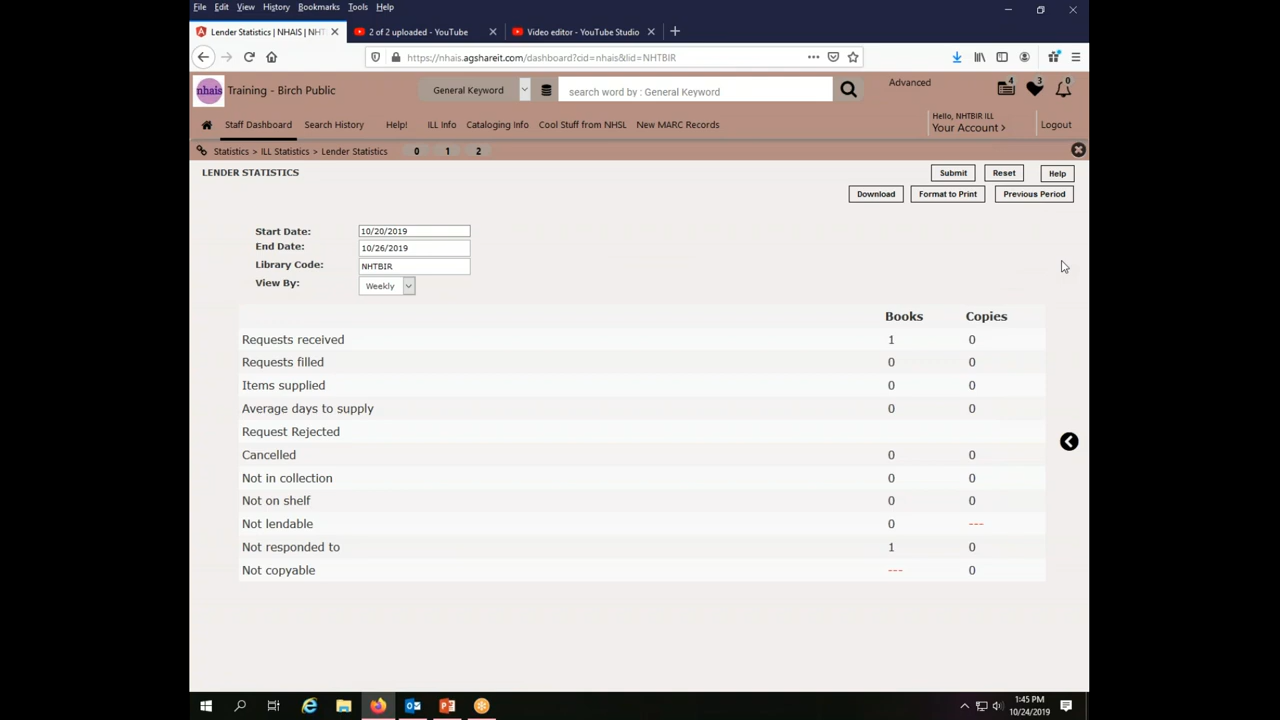 File Edit View History Bookmarks Tools Help
Lender Statistics | NHAIS | NHT
2 of 2 uploaded - YouTube
Video editor - YouTube Studio
https://nhais.agshareit.com/dashboard?cid=nhais&lid=NHTBIR
nhais Training - Birch Public General Keyword search word by : General Keyword Advanced 4 3 0
Staff Dashboard Search History Help! ILL Info Cataloging Info Cool Stuff from NHSL New MARC Records
Hello, NHTBIR ILL
Your Account > Logout
Statistics > ILL Statistics > Lender Statistics 0 1 2
LENDER STATISTICS Submit Reset Help
Download Format to Print Previous Period
Start Date: 10/20/2019
End Date: 10/26/2019
Library Code: NHTBIR
View By: Weekly
Books Copies
Requests received 1 0
Requests filled 0 0
Items supplied 0 0
Average days to supply 0 0
Request Rejected
Cancelled 0 0
Not in collection 0 0
Not on shelf 0 0
Not lendable 0 ---
Not responded to 1 0
Not copyable --- 0
1:45 PM
10/24/2019